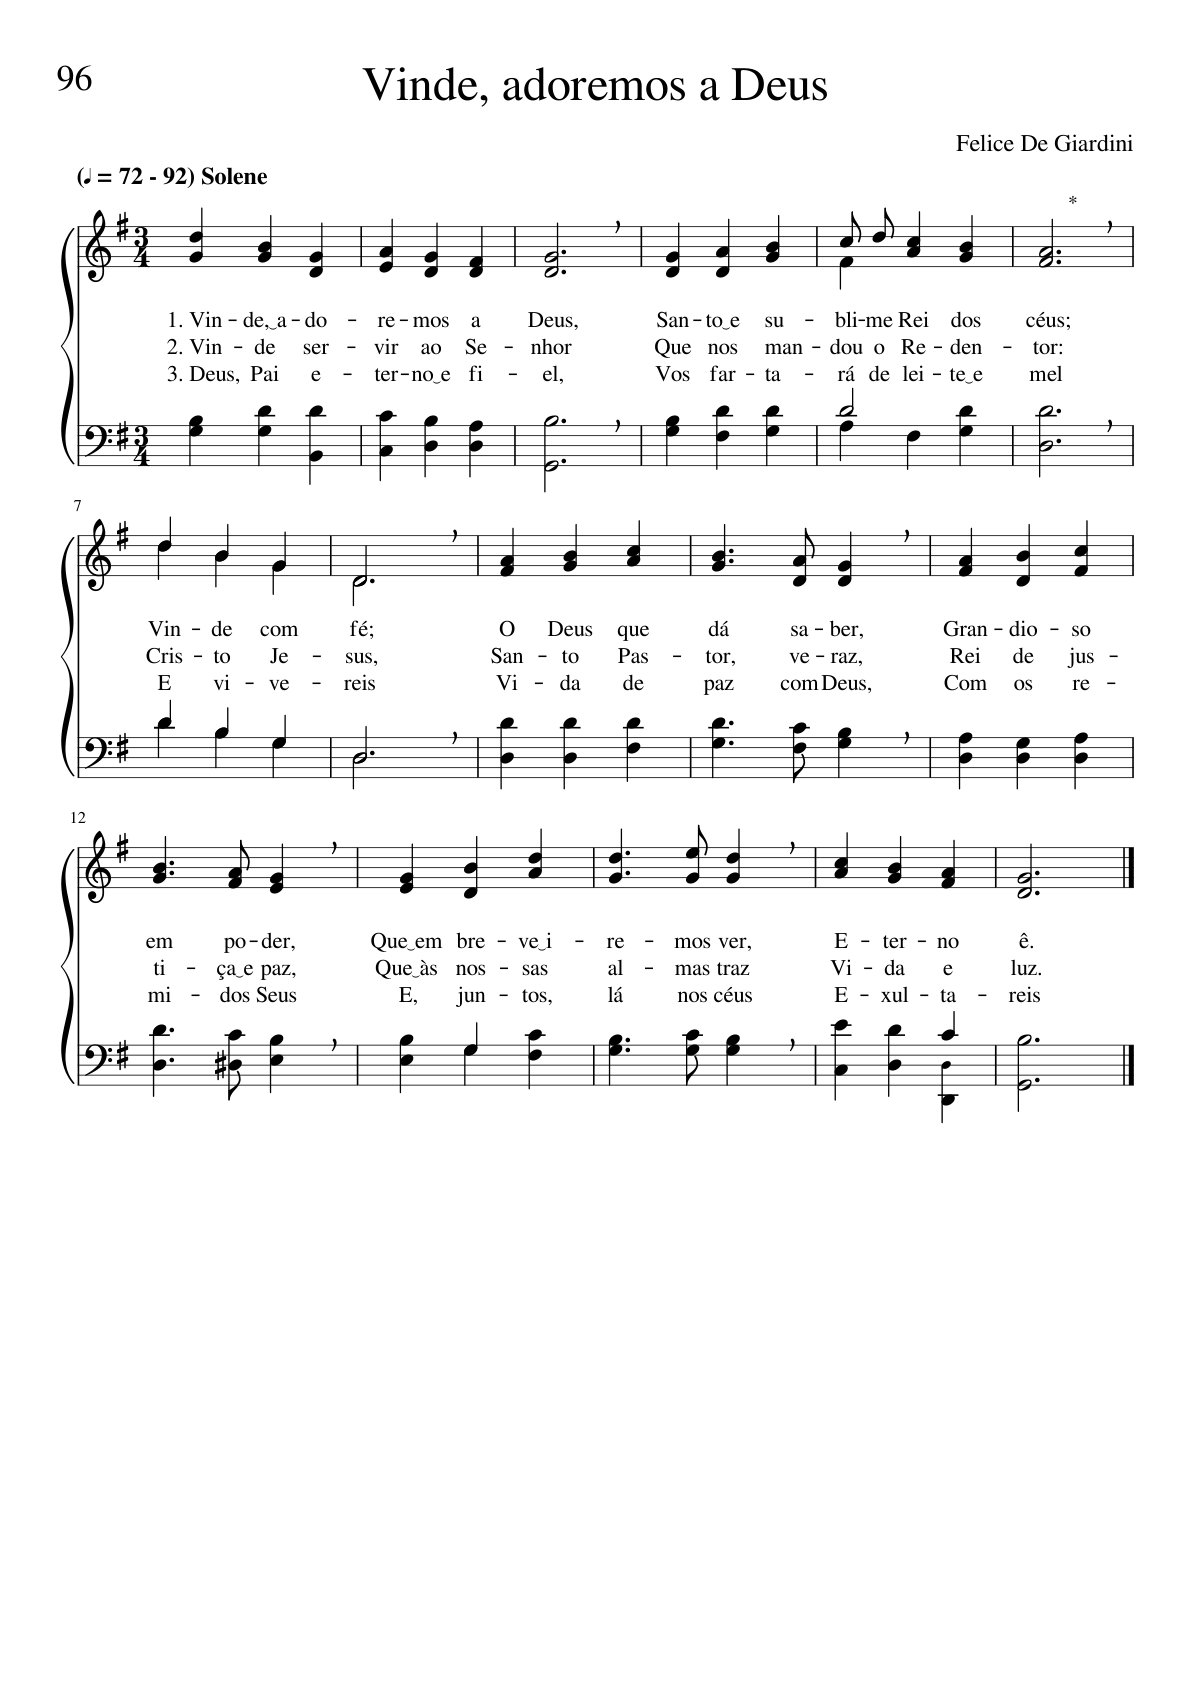 96
Vinde, adoremos a Deus
Felice De Giardini
(♩ = 72 - 92) Solene
*
1. Vin - de,‿a - do - re - mos a Deus, San - to‿e su - bli - me Rei dos céus;
2. Vin - de ser - vir ao Se - nhor Que nos man - dou o Re - den - tor:
3. Deus, Pai e - ter - no‿e fi - el, Vos far - ta - rá de lei - te‿e mel
7
Vin - de com fé; O Deus que dá sa - ber, Gran - dio - so
Cris - to Je - sus, San - to Pas - tor, ve - raz, Rei de jus -
E vi - ve - reis Vi - da de paz com Deus, Com os re -
12
em po - der, Que‿em bre - ve‿i - re - mos ver, E - ter - no ê.
ti - ça‿e paz, Que‿às nos - sas al - mas traz Vi - da e luz.
mi - dos Seus E, jun - tos, lá nos céus E - xul - ta - reis